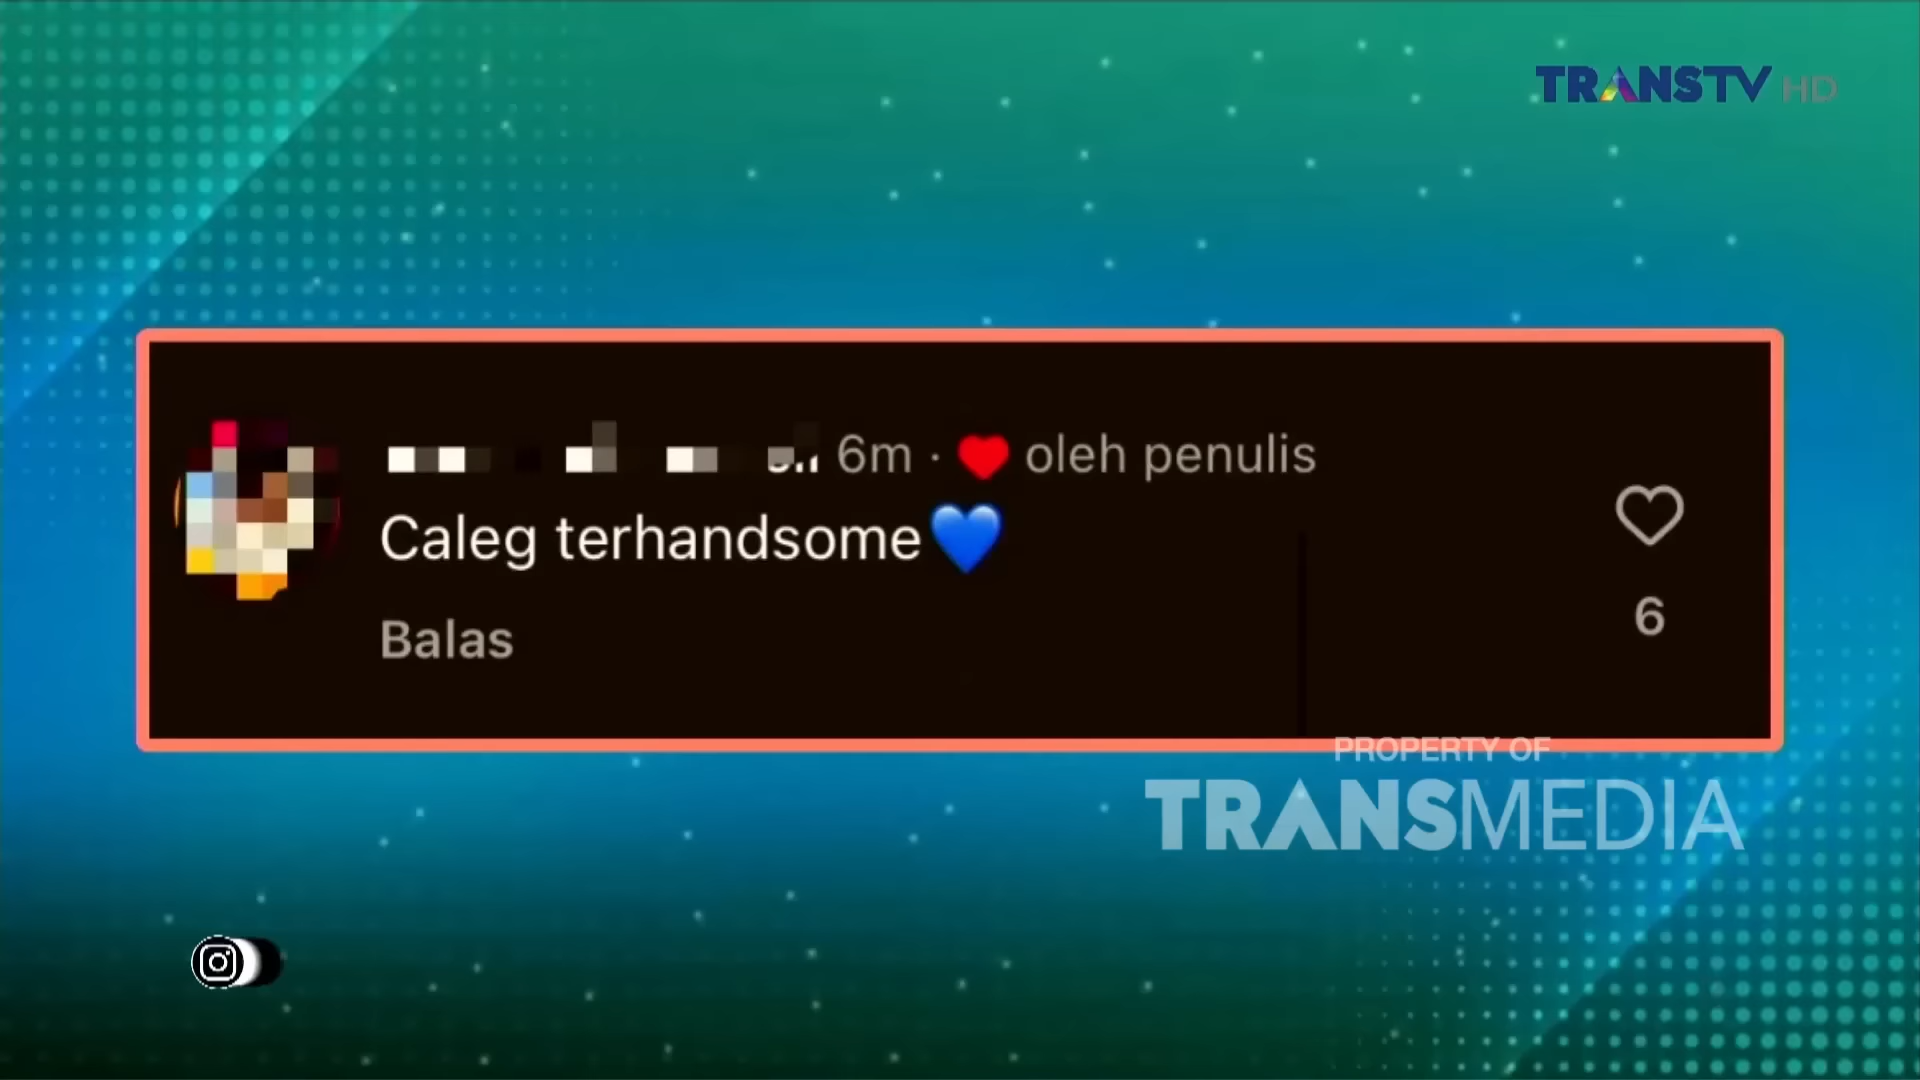 TRANSTV HD
6m · ❤️ oleh penulis
Caleg terhandsome💙
Balas
6
PROPERTY OF
TRANSMEDIA